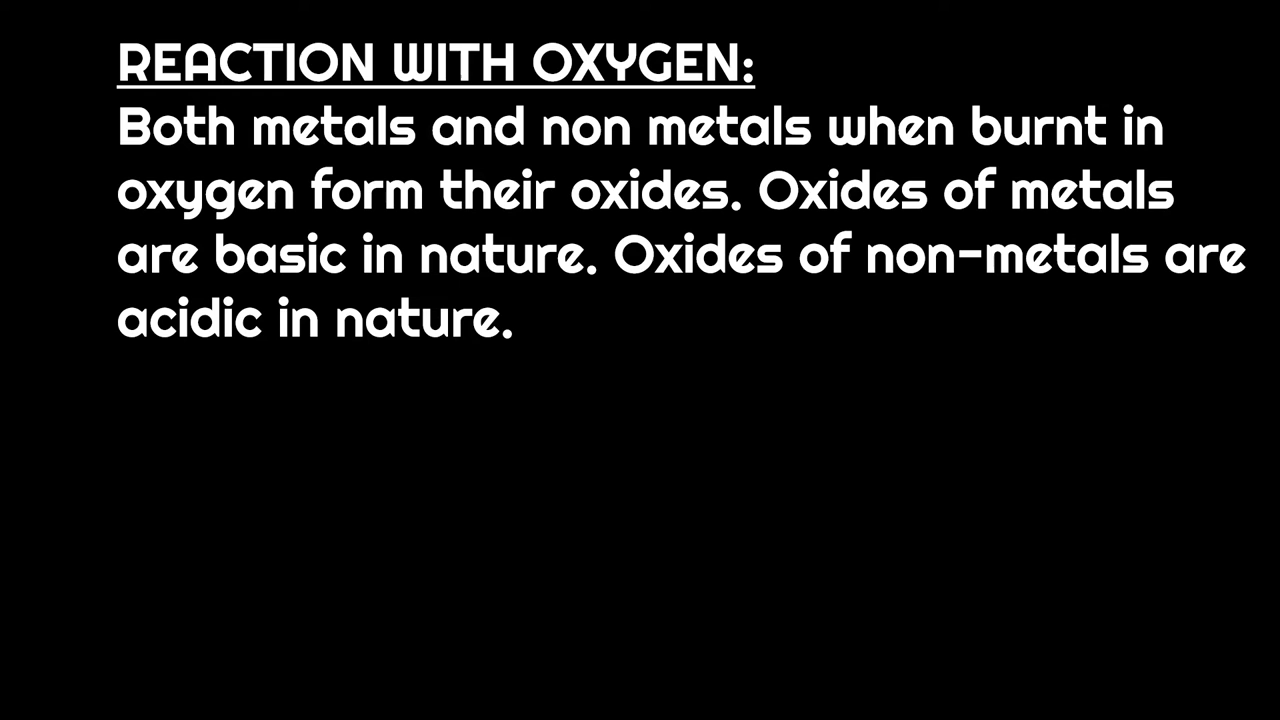 REACTION WITH OXYGEN:
Both metals and non metals when burnt in
oxygen form their oxides. Oxides of metals
are basic in nature. Oxides of non-metals are
acidic in nature.